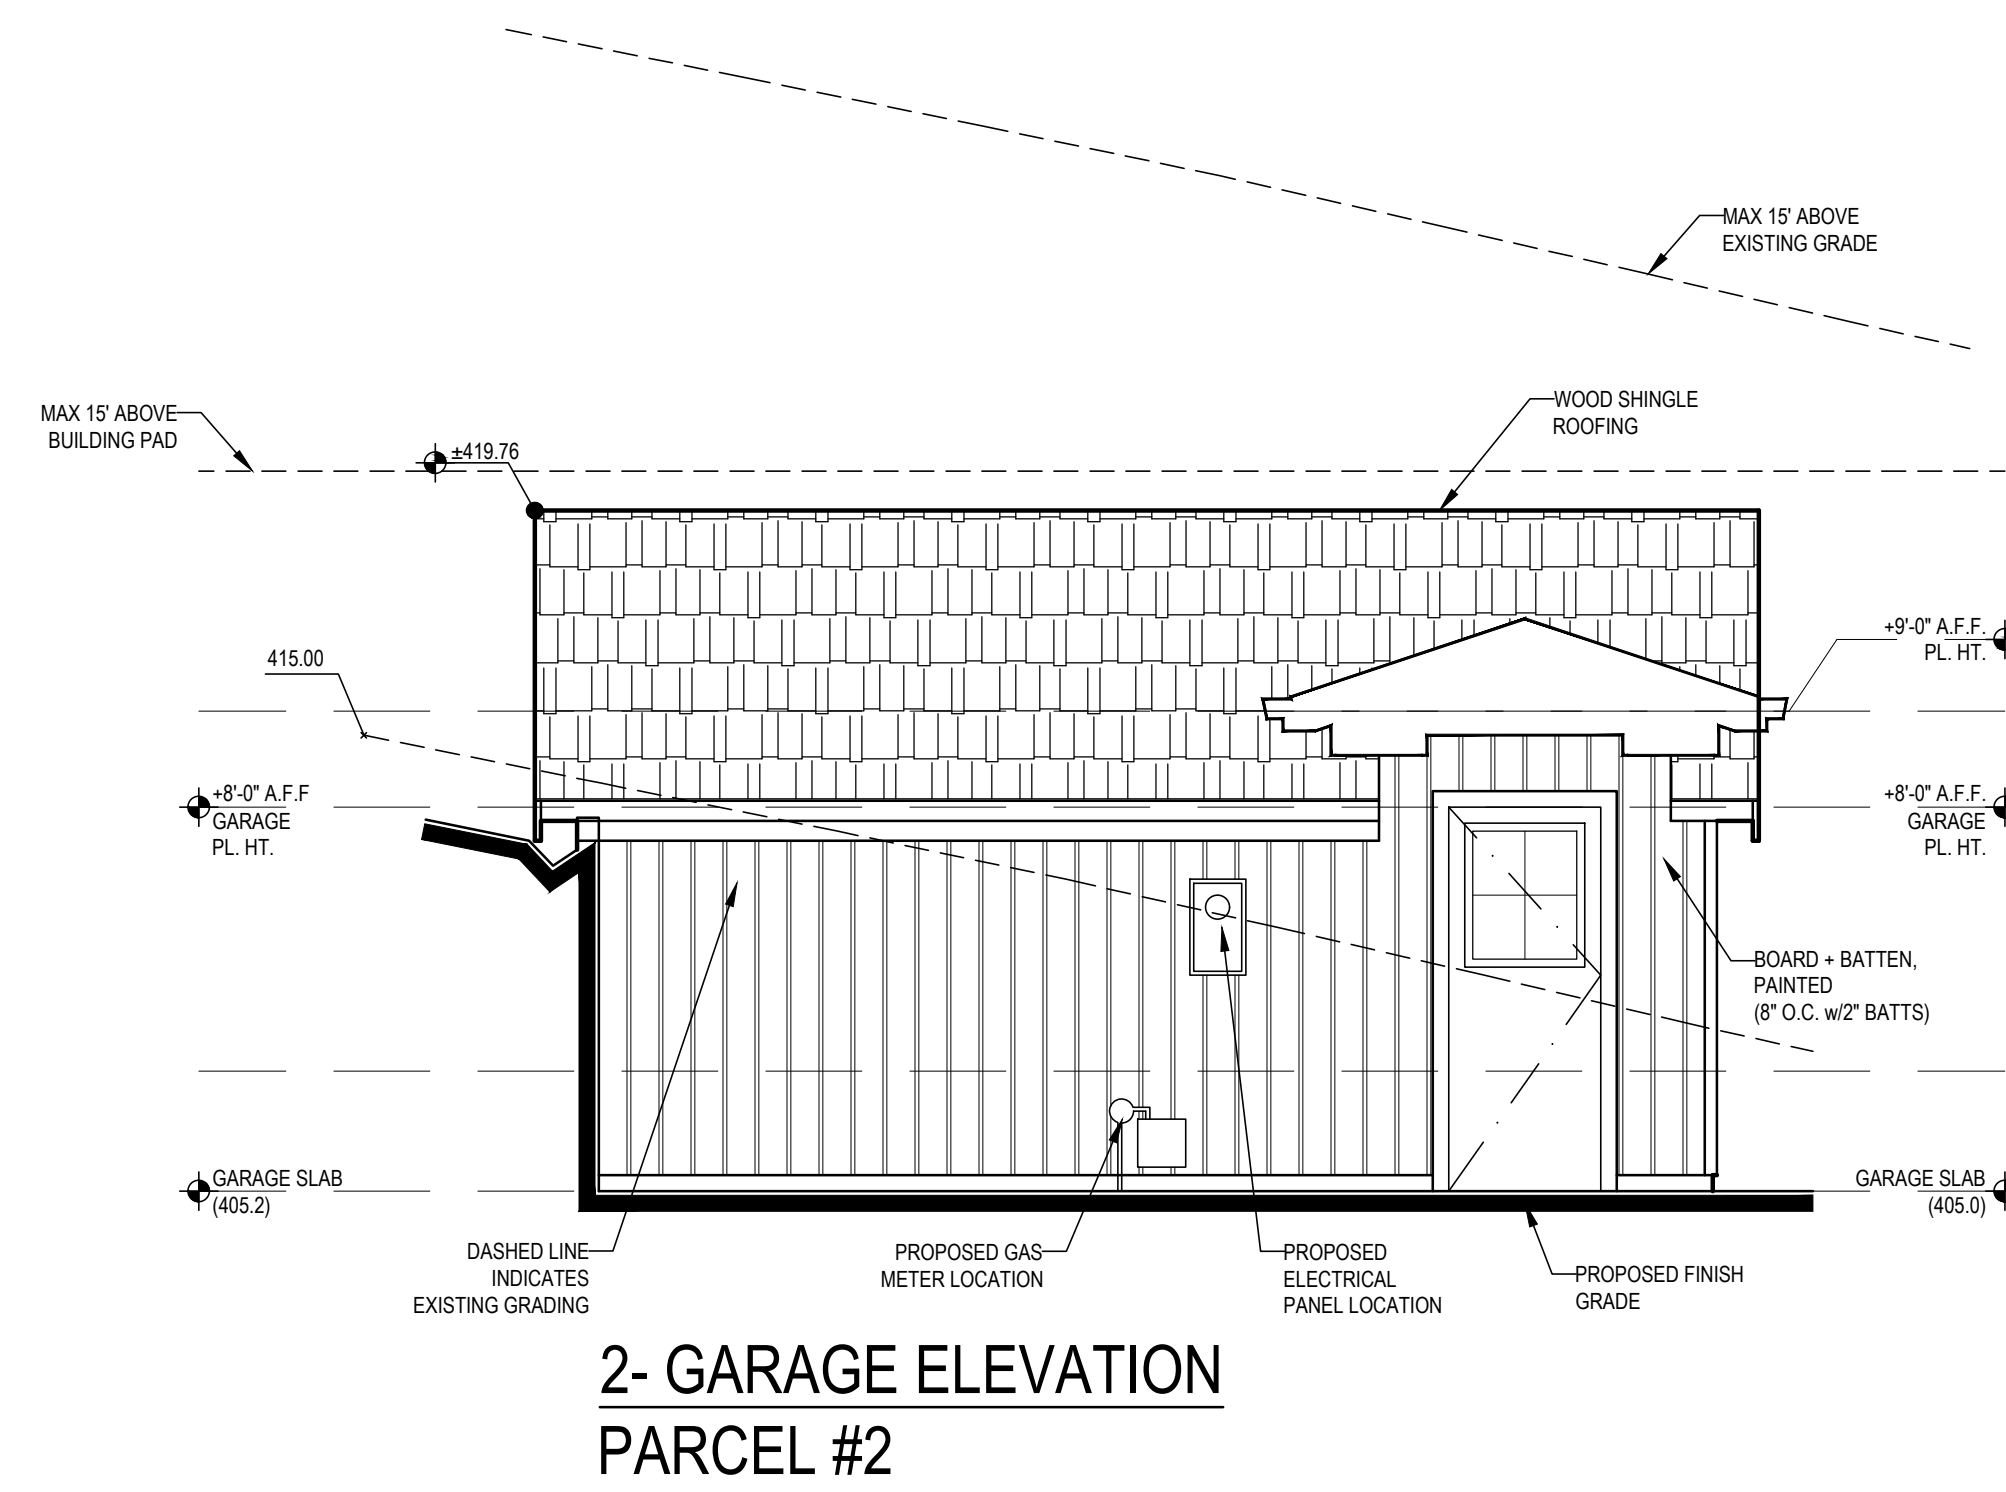 MAX 15' ABOVE
EXISTING GRADE
MAX 15' ABOVE
BUILDING PAD
±419.76
WOOD SHINGLE
ROOFING
415.00
+9'-0" A.F.F.
PL. HT.
+8'-0" A.F.F
GARAGE
PL. HT.
+8'-0" A.F.F.
GARAGE
PL. HT.
BOARD + BATTEN,
PAINTED
(8" O.C. w/2" BATTS)
GARAGE SLAB
(405.2)
GARAGE SLAB
(405.0)
DASHED LINE
INDICATES
EXISTING GRADING
PROPOSED GAS
METER LOCATION
PROPOSED
ELECTRICAL
PANEL LOCATION
PROPOSED FINISH
GRADE
2- GARAGE ELEVATION
PARCEL #2